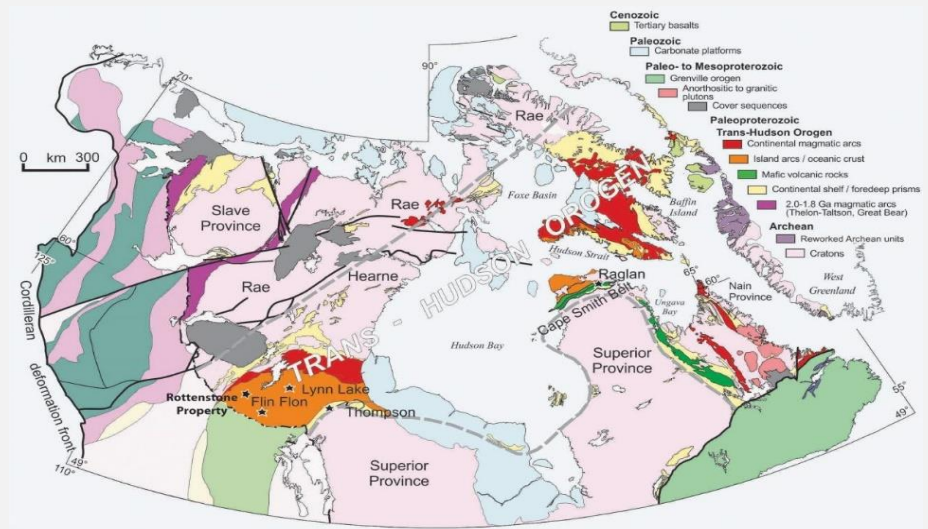 Cenozoic
Tertiary basalts
Paleozoic
Carbonate platforms
Paleo- to Mesoproterozoic
Grenville orogen
Anorthositic to granitic
plutons
Cover sequences
Paleoproterozoic
Trans-Hudson Orogen
Continental magmatic arcs
Island arcs / oceanic crust
Mafic volcanic rocks
Continental shelf / foredeep prisms
2.0-1.8 Ga magmatic arcs
(Thelon-Taltson, Great Bear)
Archean
Reworked Archean units
Cratons
70°
90°
0 km 300
Rae
Slave
Province
Rae
Foxe Basin
Baffin
Island
60°
125°
Rae
Hearne
Hudson Strait
Raglan
Cape Smith Belt
65°
60°
Nain
Province
West
Greenland
Ungava
Bay
TRANS - HUDSON OROGEN
Hudson Bay
Superior
Province
Cordilleran
deformation front
Rottenstone
Property
Lynn Lake
Flin Flon
Thompson
55°
49°
49°
110°
Superior
Province